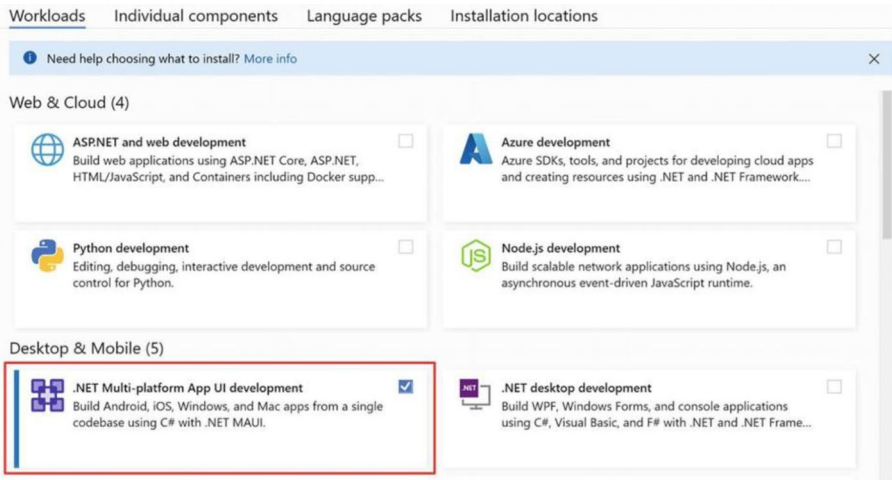 Workloads Individual components Language packs Installation locations
Need help choosing what to install? More info
Web & Cloud (4)
ASP.NET and web development
Build web applications using ASP.NET Core, ASP.NET,
HTML/JavaScript, and Containers including Docker supp...
Azure development
Azure SDKs, tools, and projects for developing cloud apps
and creating resources using .NET and .NET Framework....
Python development
Editing, debugging, interactive development and source
control for Python.
JS
Node.js development
Build scalable network applications using Node.js, an
asynchronous event-driven JavaScript runtime.
Desktop & Mobile (5)
.NET Multi-platform App UI development
Build Android, iOS, Windows, and Mac apps from a single
codebase using C# with .NET MAUI.
.NET
.NET desktop development
Build WPF, Windows Forms, and console applications
using C#, Visual Basic, and F# with .NET and .NET Frame...